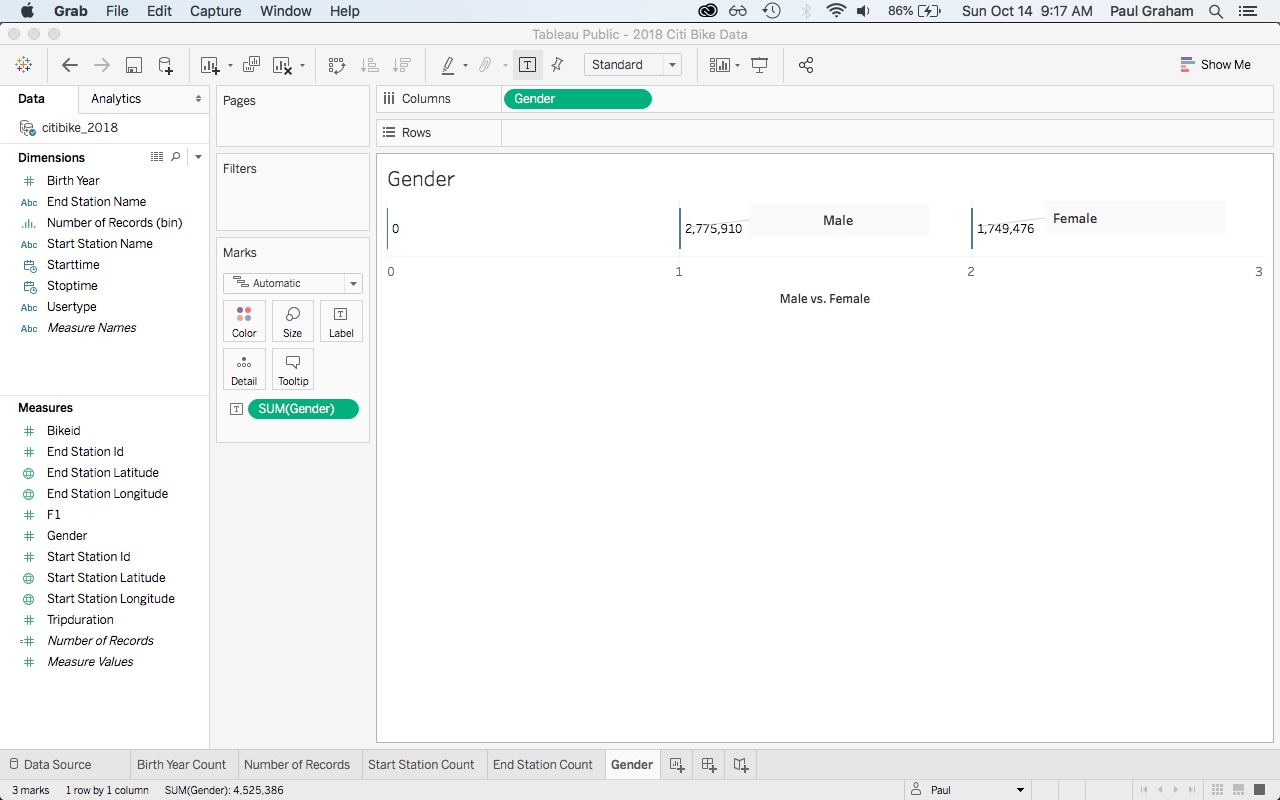 Grab File Edit Capture Window Help 86% Sun Oct 14 9:17 AM Paul Graham
Tableau Public - 2018 Citi Bike Data
Standard Show Me
Data Analytics
citibike_2018
Dimensions
Birth Year
Abc End Station Name
Number of Records (bin)
Abc Start Station Name
Starttime
Stoptime
Abc Usertype
Abc Measure Names
Measures
Bikeid
End Station Id
End Station Latitude
End Station Longitude
F1
Gender
Start Station Id
Start Station Latitude
Start Station Longitude
Tripduration
Number of Records
Measure Values
Pages
Filters
Marks
Automatic
Color Size Label
Detail Tooltip
SUM(Gender)
Columns Gender
Rows
Gender
0 2,775,910 Male 1,749,476 Female
0 1 2 3
Male vs. Female
Data Source Birth Year Count Number of Records Start Station Count End Station Count Gender
3 marks 1 row by 1 column SUM(Gender): 4,525,386 Paul